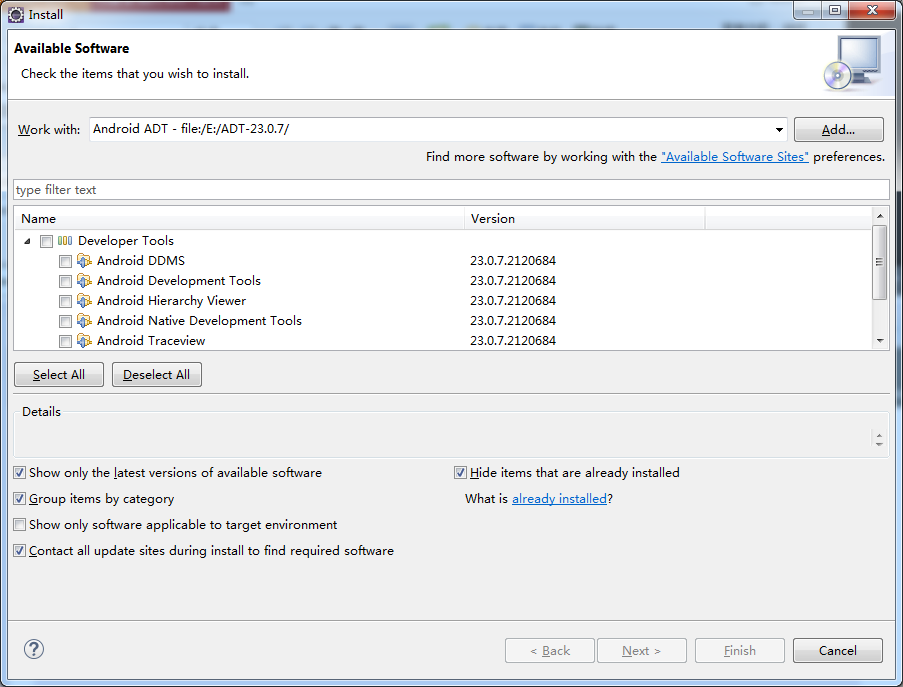 Install
Available Software
Check the items that you wish to install.
Work with: Android ADT - file:/E:/ADT-23.0.7/ Add...
Find more software by working with the "Available Software Sites" preferences.
type filter text
Name Version
Developer Tools
Android DDMS 23.0.7.2120684
Android Development Tools 23.0.7.2120684
Android Hierarchy Viewer 23.0.7.2120684
Android Native Development Tools 23.0.7.2120684
Android Traceview 23.0.7.2120684
Select All Deselect All
Details
Show only the latest versions of available software Hide items that are already installed
Group items by category What is already installed?
Show only software applicable to target environment
Contact all update sites during install to find required software
? < Back Next > Finish Cancel